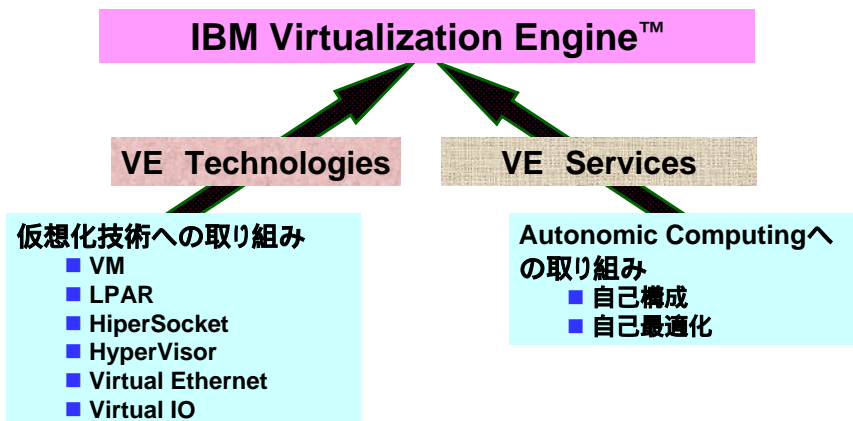 IBM Virtualization Engine™
VE Technologies
VE Services
仮想化技術への取り組み
■ VM
■ LPAR
■ HiperSocket
■ HyperVisor
■ Virtual Ethernet
■ Virtual IO
Autonomic Computingへ
の取り組み
■ 自己構成
■ 自己最適化